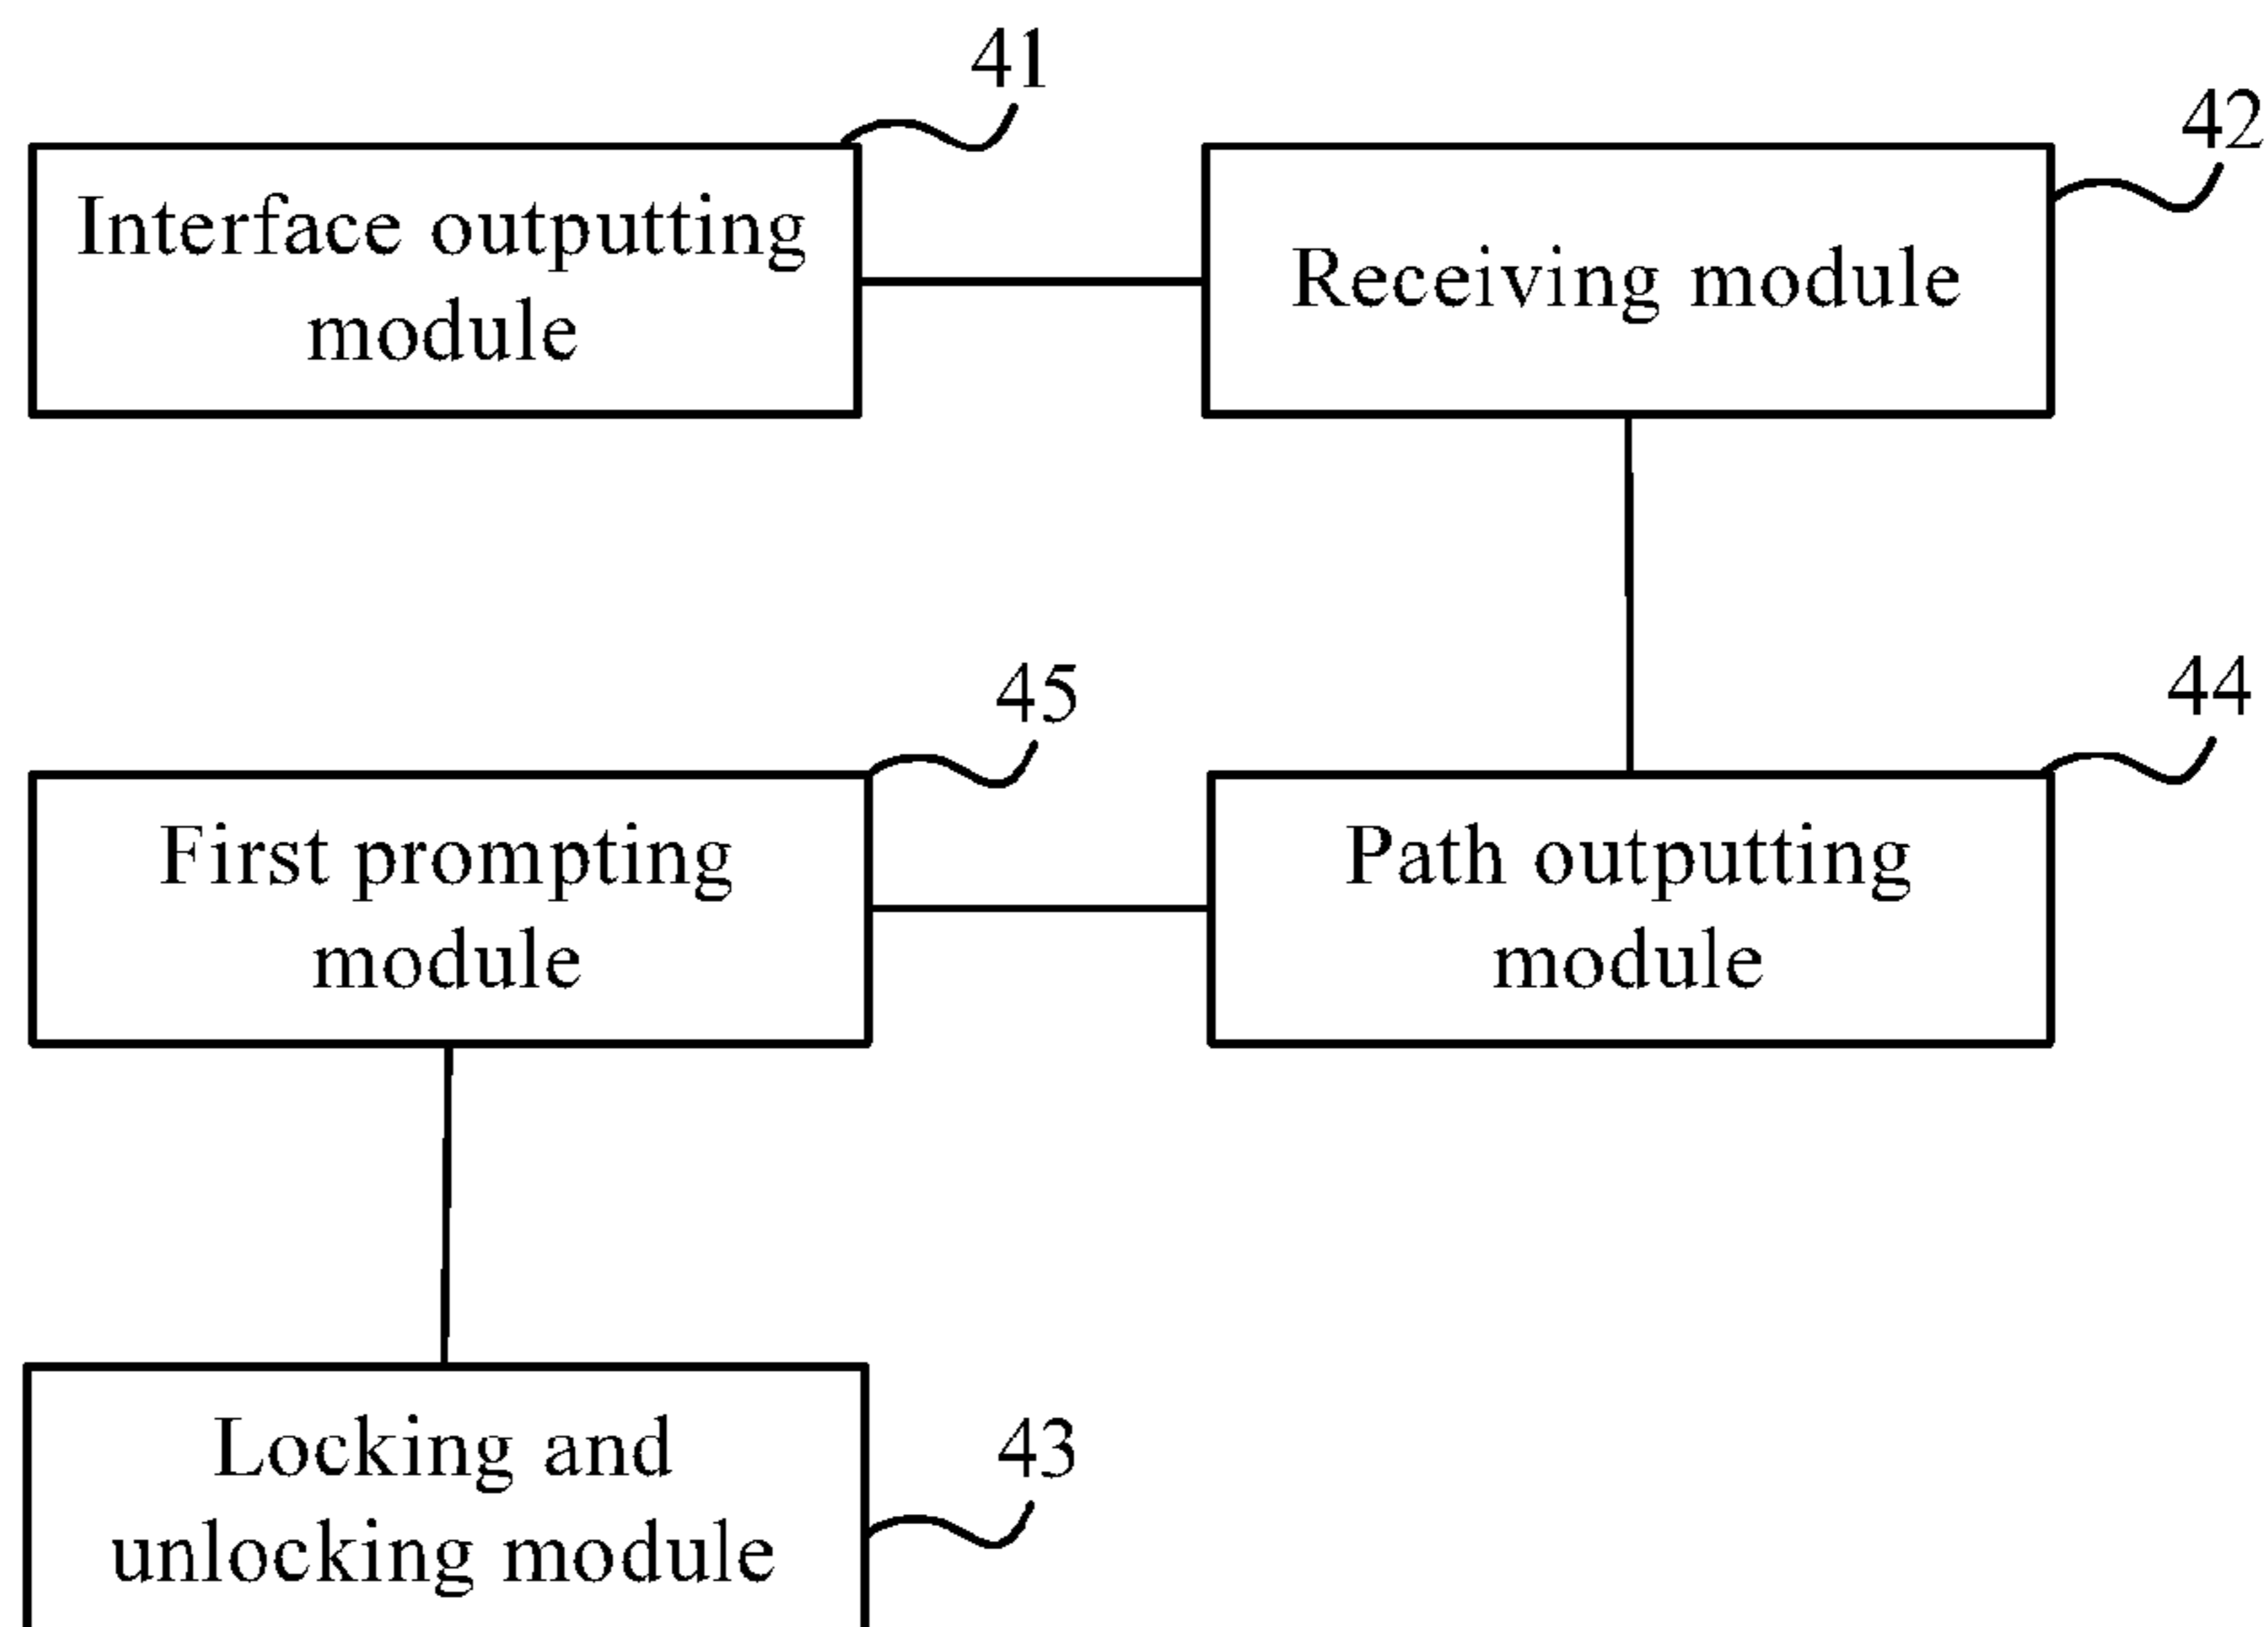 41
Interface outputting
module
42
Receiving module
45
First prompting
module
44
Path outputting
module
Locking and
unlocking module
43